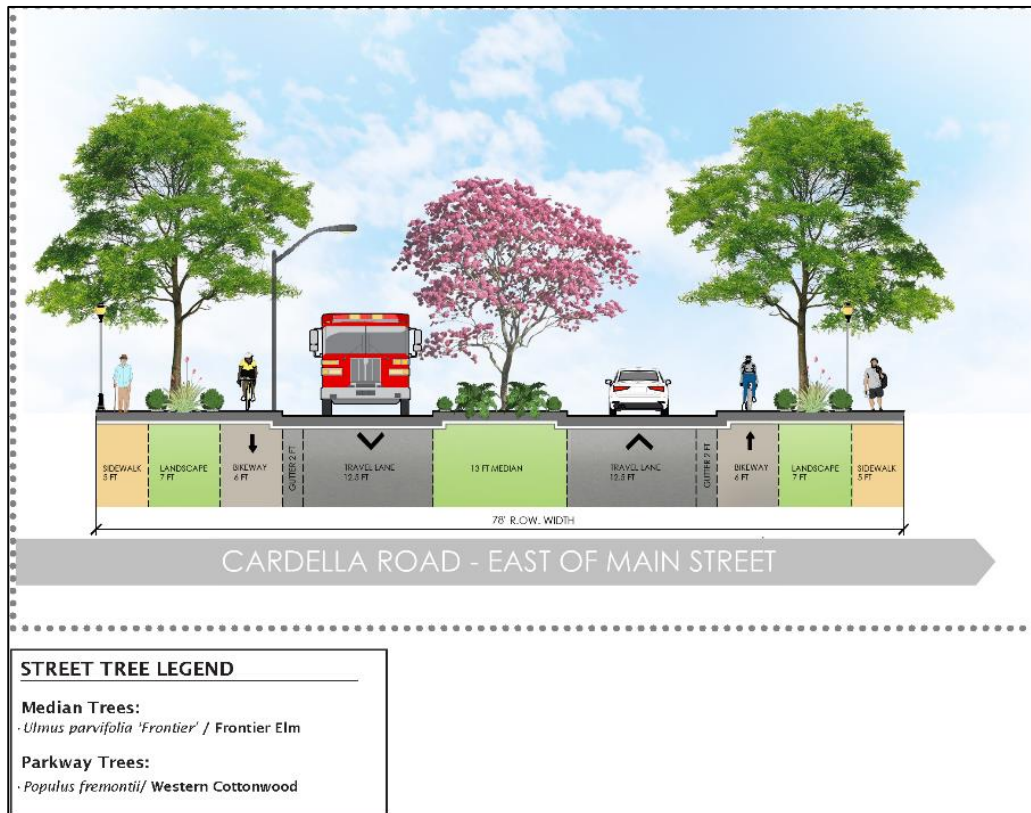 SIDEWALK
5 FT
LANDSCAPE
7 FT
BIKEWAY
6 FT
GUTTER 2 FT
TRAVEL LANE
12.5 FT
13 FT MEDIAN
TRAVEL LANE
12.5 FT
GUTTER 2 FT
BIKEWAY
6 FT
LANDSCAPE
7 FT
SIDEWALK
5 FT
78' R.O.W. WIDTH
CARDELLA ROAD - EAST OF MAIN STREET
STREET TREE LEGEND
Median Trees:
· Ulmus parvifolia 'Frontier' / Frontier Elm
Parkway Trees:
· Populus fremontii/ Western Cottonwood